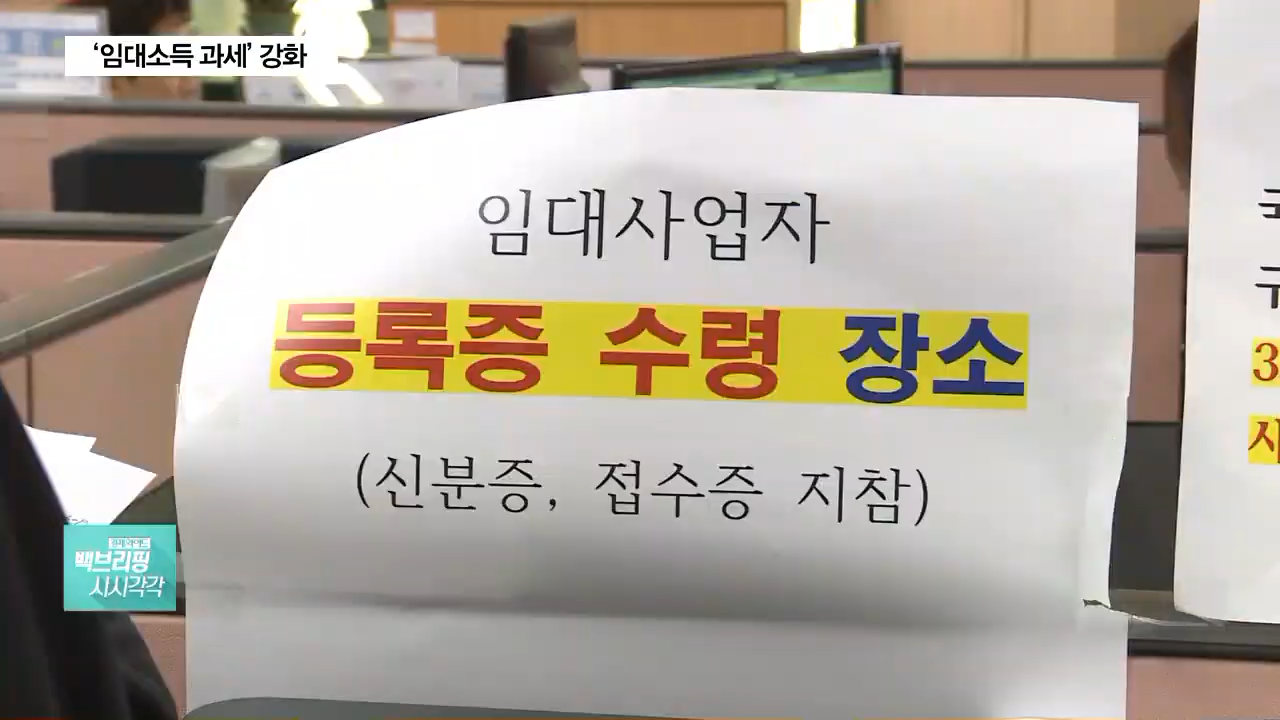 ‘임대소득 과세’ 강화
임대사업자
등록증 수령 장소
(신분증, 접수증 지참)
3
백브리핑
시시각각